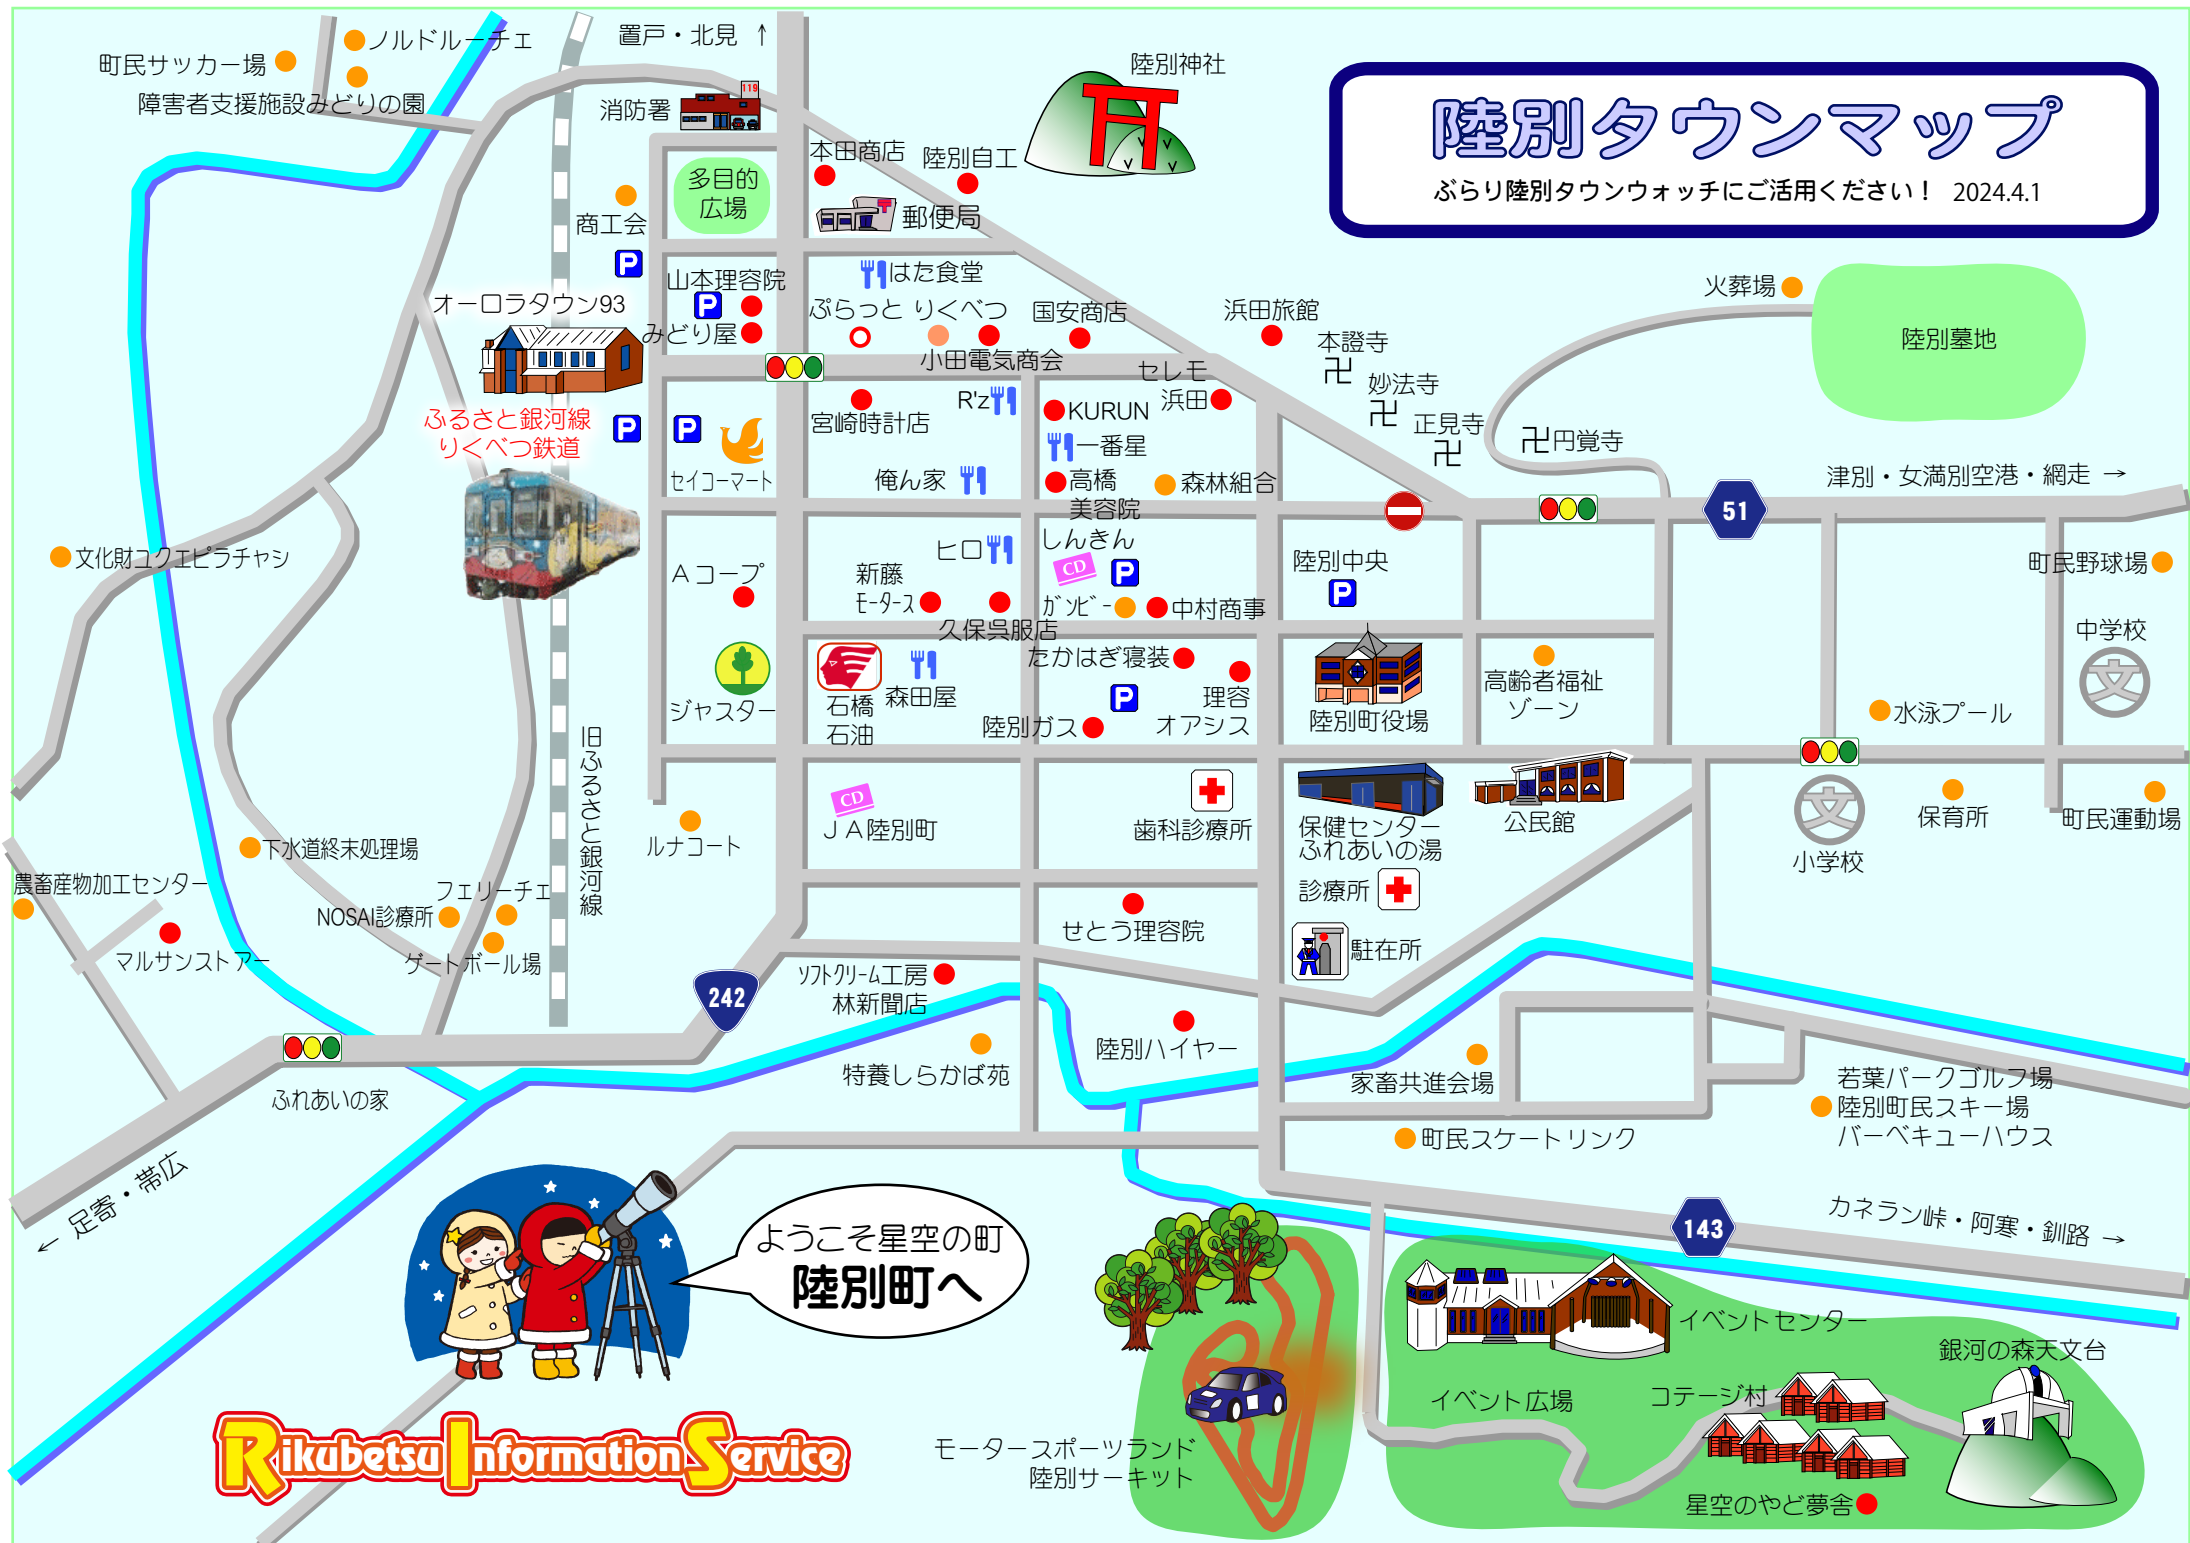 陸別タウンマップ
ぶらり陸別タウンウォッチにご活用ください！ 2024.4.1
ノルドルーチェ
町民サッカー場
障害者支援施設みどりの園
置戸・北見 ↑
消防署
119
陸別神社
本田商店
陸別自工
多目的
広場
商工会
郵便局
P
山本理容院
P
みどり屋
はた食堂
ぷらっと りくべつ
国安商店
小田電気商会
浜田旅館
火葬場
陸別墓地
オーロラタウン93
ふるさと銀河線
りくべつ鉄道
P
P
セイコーマート
宮崎時計店
R'z
KURUN
セレモ
浜田
本證寺
卍
妙法寺
卍
正見寺
卍
卍円覚寺
一番星
俺ん家
高橋
美容院
森林組合
津別・女満別空港・網走 →
51
文化財ユクエピラチャシ
Aコープ
新藤
モータース
ヒロ
しんきん
CD
P
陸別中央
P
町民野球場
久保呉服店
ガンビー
中村商事
中学校
文
ジャスター
石橋
石油
森田屋
たかはぎ寝装
P
陸別ガス
理容
オアシス
陸別町役場
高齢者福祉
ゾーン
水泳プール
旧ふるさと銀河線
ルナコート
CD
JA陸別町
歯科診療所
保健センター
ふれあいの湯
公民館
文
小学校
保育所
町民運動場
診療所
駐在所
下水道終末処理場
農畜産物加工センター
マルサンストアー
フェリーチェ
NOSAI診療所
ゲートボール場
せとう理容院
ソフトクリーム工房
林新聞店
242
特養しらかば苑
陸別ハイヤー
家畜共進会場
若葉パークゴルフ場
陸別町民スキー場
バーベキューハウス
町民スケートリンク
ふれあいの家
← 足寄・帯広
カネラン峠・阿寒・釧路 →
143
ようこそ星空の町
陸別町へ
イベントセンター
銀河の森天文台
イベント広場
コテージ村
モータースポーツランド
陸別サーキット
星空のやど夢舎
Rikubetsu Information Service